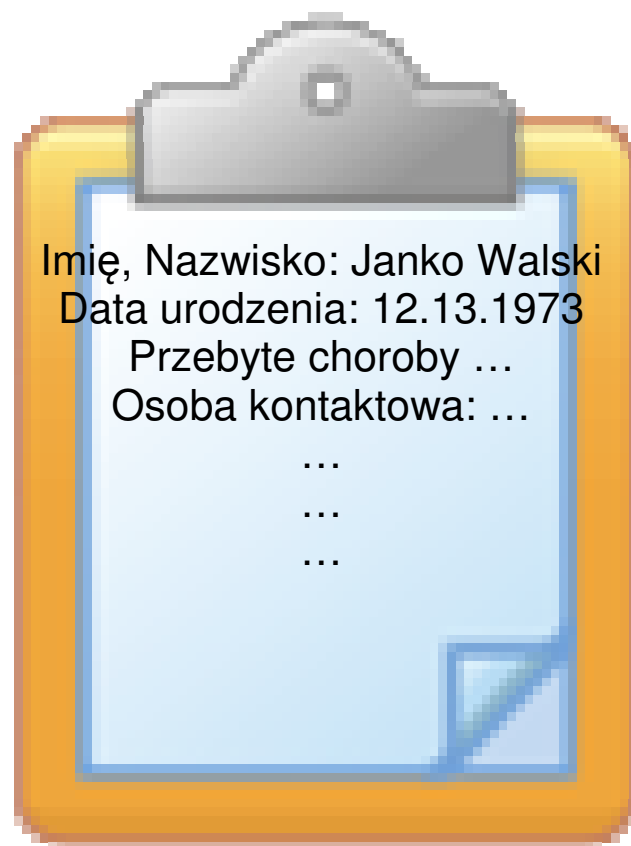 Imię, Nazwisko: Janko Walski
Data urodzenia: 12.13.1973
Przebyte choroby …
Osoba kontaktowa: …
…
…
…